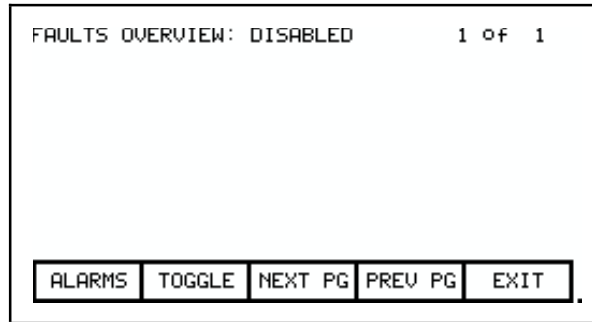 FAULTS OVERVIEW: DISABLED 1 Of 1
ALARMS TOGGLE NEXT PG PREV PG EXIT